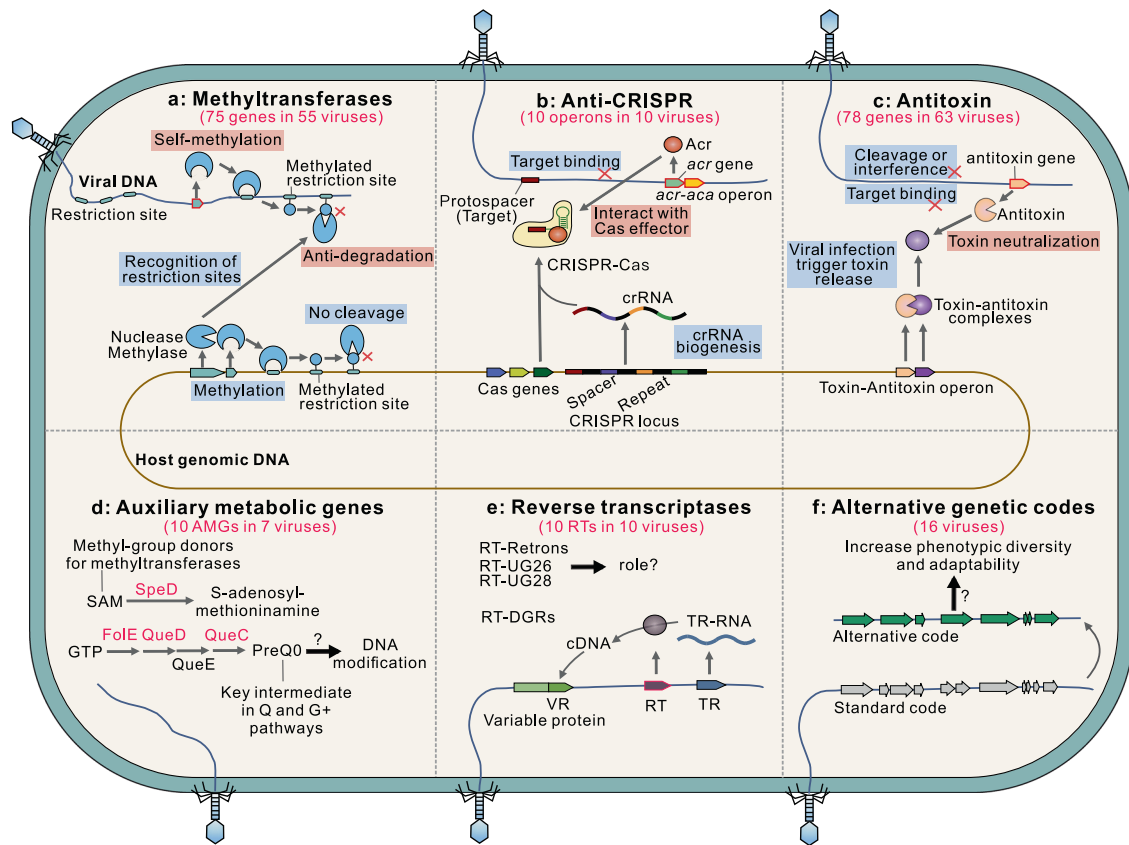 a: Methyltransferases
(75 genes in 55 viruses)
Self-methylation
Methylated
restriction site
Viral DNA
Restriction site
Anti-degradation
Recognition of
restriction sites
No cleavage
Nuclease
Methylase
Methylation
Methylated
restriction site
b: Anti-CRISPR
(10 operons in 10 viruses)
Acr
Target binding
acr gene
acr-aca operon
Protospacer
(Target)
Interact with
Cas effector
CRISPR-Cas
crRNA
crRNA
biogenesis
Cas genes
Spacer
Repeat
CRISPR locus
c: Antitoxin
(78 genes in 63 viruses)
Cleavage or
interference
antitoxin gene
Target binding
Antitoxin
Toxin neutralization
Viral infection
trigger toxin
release
Toxin-antitoxin
complexes
Toxin-Antitoxin operon
Host genomic DNA
d: Auxiliary metabolic genes
(10 AMGs in 7 viruses)
Methyl-group donors
for methyltransferases
SpeD
SAM
S-adenosyl-
methioninamine
FolE QueD
QueC
?
GTP
QueE
PreQ0
DNA
modification
Key intermediate
in Q and G+
pathways
e: Reverse transcriptases
(10 RTs in 10 viruses)
RT-Retrons
RT-UG26
RT-UG28
role?
RT-DGRs
TR-RNA
cDNA
VR
RT
TR
Variable protein
f: Alternative genetic codes
(16 viruses)
Increase phenotypic diversity
and adaptability
?
Alternative code
Standard code